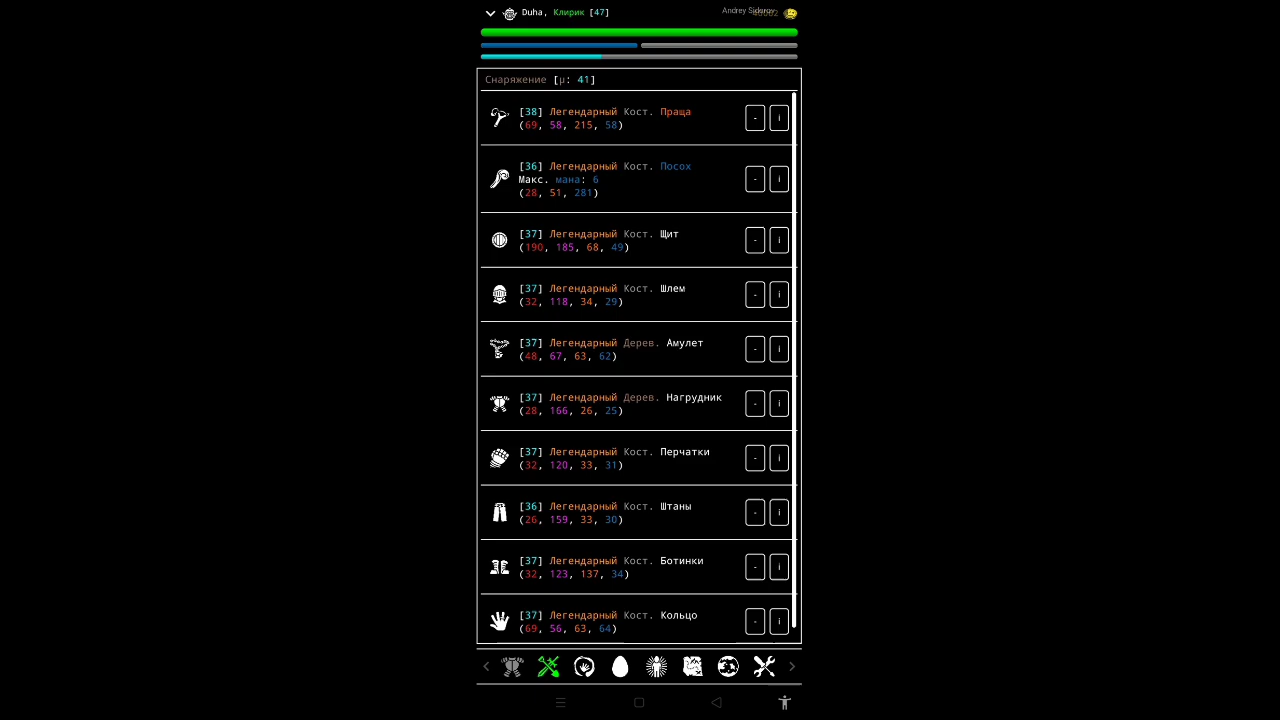 Duha, Клирик [47]
Andrey Sidorov
Снаряжение [μ: 41]
[38] Легендарный Кост. Праща
(69, 58, 215, 58)
- i
[36] Легендарный Кост. Посох
Макс. мана: 6
(28, 51, 281)
- i
[37] Легендарный Кост. Щит
(190, 185, 68, 49)
- i
[37] Легендарный Кост. Шлем
(32, 118, 34, 29)
- i
[37] Легендарный Дерев. Амулет
(48, 67, 63, 62)
- i
[37] Легендарный Дерев. Нагрудник
(28, 166, 26, 25)
- i
[37] Легендарный Кост. Перчатки
(32, 120, 33, 31)
- i
[36] Легендарный Кост. Штаны
(26, 159, 33, 30)
- i
[37] Легендарный Кост. Ботинки
(32, 123, 137, 34)
- i
[37] Легендарный Кост. Кольцо
(69, 56, 63, 64)
- i